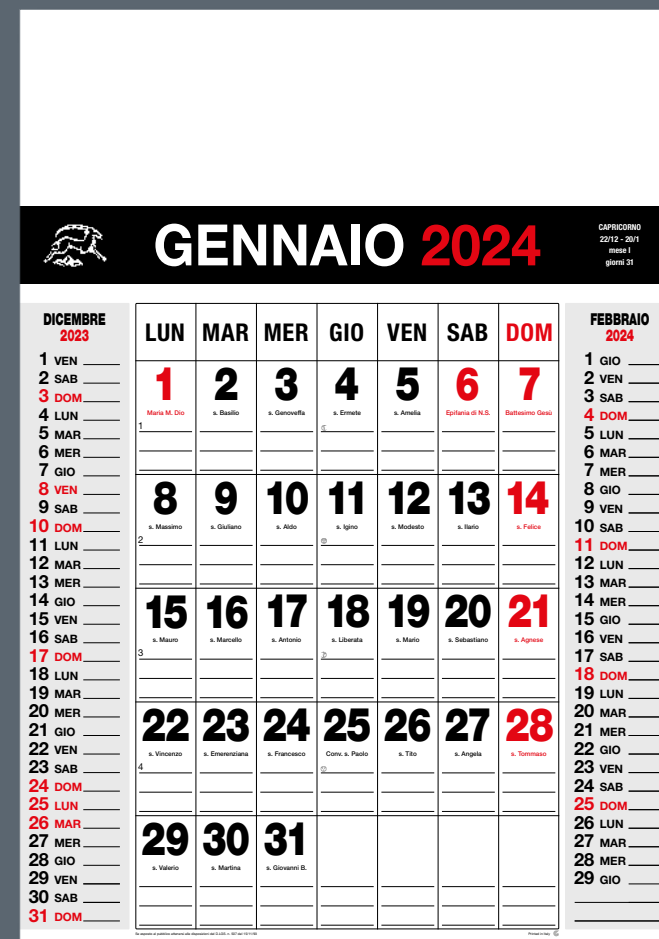 GENNAIO 2024
CAPRICORNO
22/12 - 20/1
mese I
giorni 31
DICEMBRE
2023
1 VEN
2 SAB
3 DOM
4 LUN
5 MAR
6 MER
7 GIO
8 VEN
9 SAB
10 DOM
11 LUN
12 MAR
13 MER
14 GIO
15 VEN
16 SAB
17 DOM
18 LUN
19 MAR
20 MER
21 GIO
22 VEN
23 SAB
24 DOM
25 LUN
26 MAR
27 MER
28 GIO
29 VEN
30 SAB
31 DOM
LUN MAR MER GIO VEN SAB DOM
1 2 3 4 5 6 7
Maria M. Dio s. Basilio s. Genoveffa s. Ermete s. Amelia Epifania di N.S. Battesimo Gesù
1
8 9 10 11 12 13 14
s. Massimo s. Giuliano s. Aldo s. Igino s. Modesto s. Ilario s. Felice
2
15 16 17 18 19 20 21
s. Mauro s. Marcello s. Antonio s. Liberata s. Mario s. Sebastiano s. Agnese
3
22 23 24 25 26 27 28
s. Vincenzo s. Emerenziana s. Francesco Conv. s. Paolo s. Tito s. Angela s. Tommaso
4
29 30 31
s. Valerio s. Martina s. Giovanni B.
Printed in Italy
FEBBRAIO
2024
1 GIO
2 VEN
3 SAB
4 DOM
5 LUN
6 MAR
7 MER
8 GIO
9 VEN
10 SAB
11 DOM
12 LUN
13 MAR
14 MER
15 GIO
16 VEN
17 SAB
18 DOM
19 LUN
20 MAR
21 MER
22 GIO
23 VEN
24 SAB
25 DOM
26 LUN
27 MAR
28 MER
29 GIO